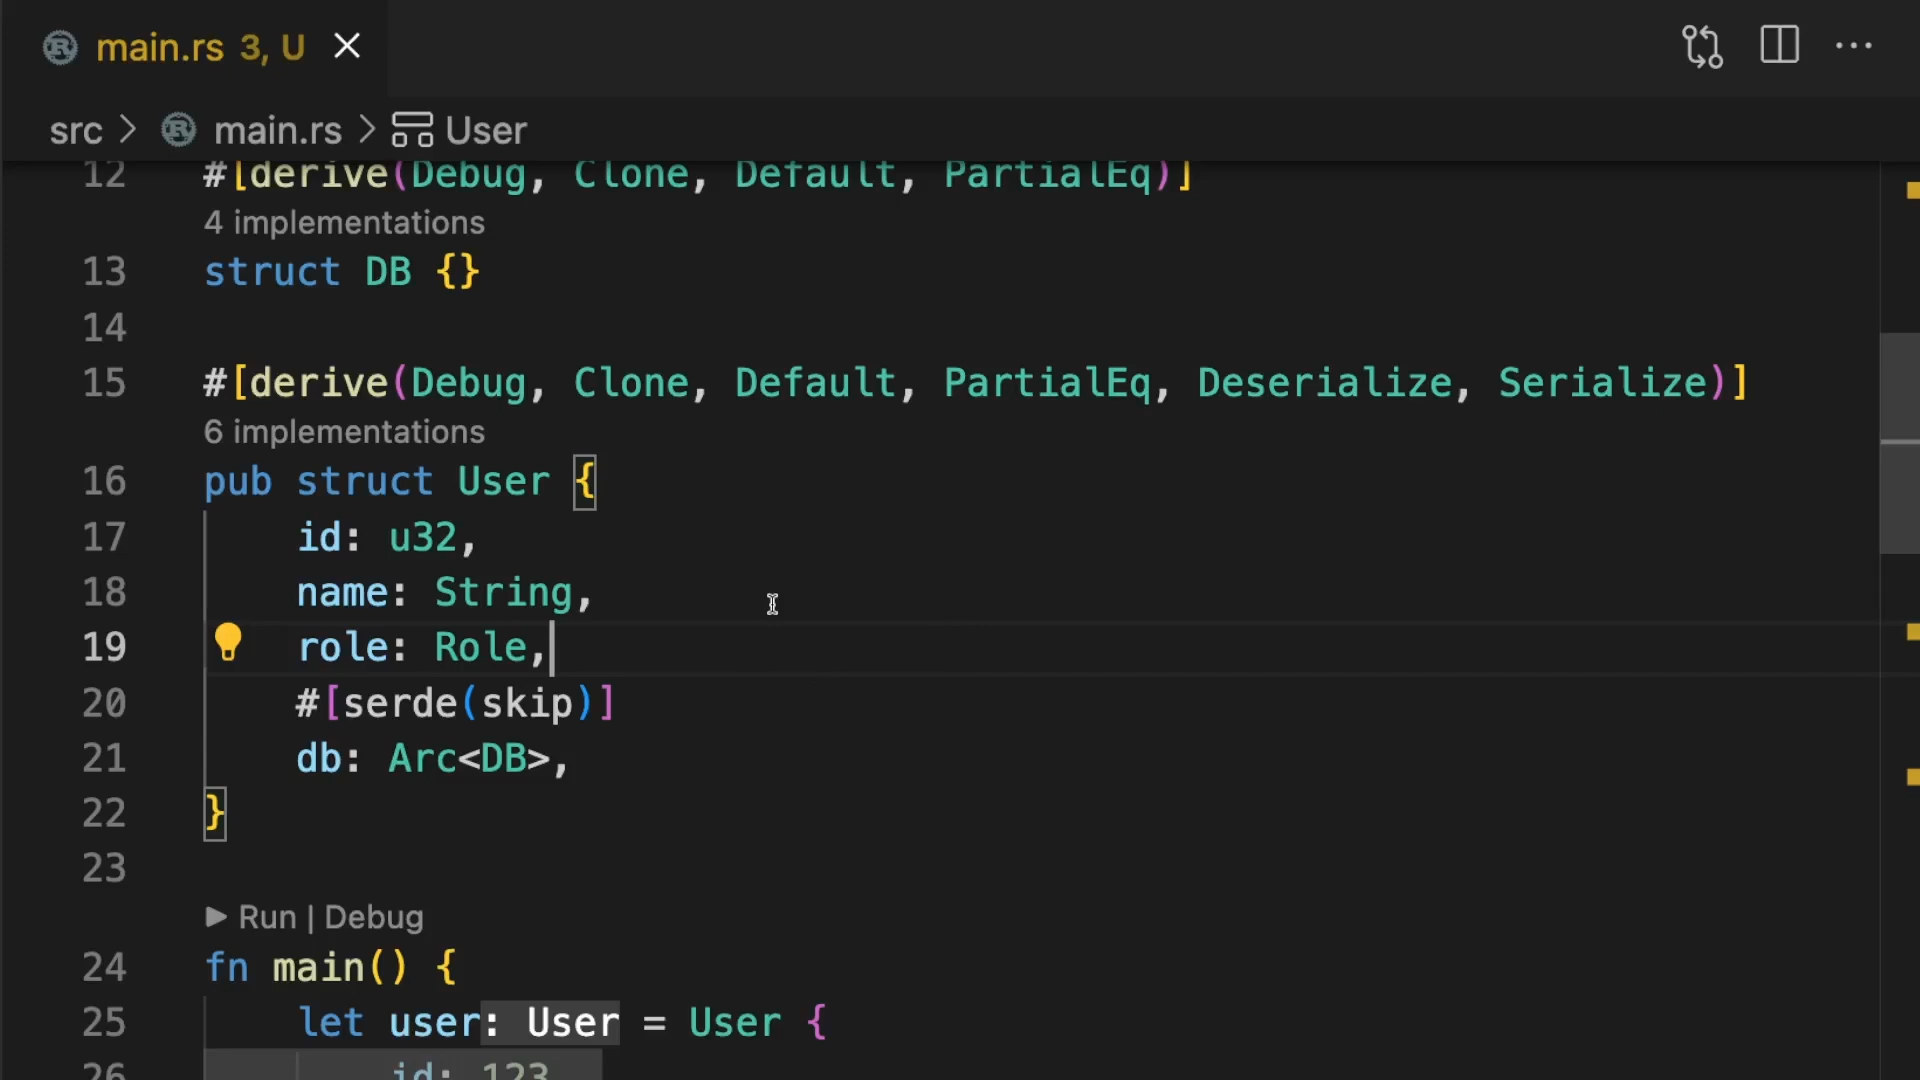 main.rs 3, U
src > main.rs > User
12 #[derive(Debug, Clone, Default, PartialEq)]
4 implementations
13 struct DB {}
14
15 #[derive(Debug, Clone, Default, PartialEq, Deserialize, Serialize)]
6 implementations
16 pub struct User {
17 id: u32,
18 name: String,
19 role: Role,
20 #[serde(skip)]
21 db: Arc<DB>,
22 }
23
▶ Run | Debug
24 fn main() {
25 let user: User = User {
26 id: 123